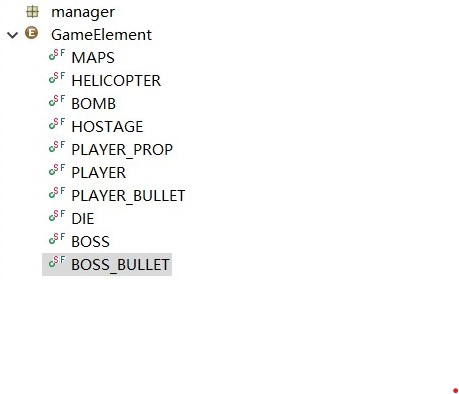 manager
GameElement
MAPS
HELICOPTER
BOMB
HOSTAGE
PLAYER_PROP
PLAYER
PLAYER_BULLET
DIE
BOSS
BOSS_BULLET